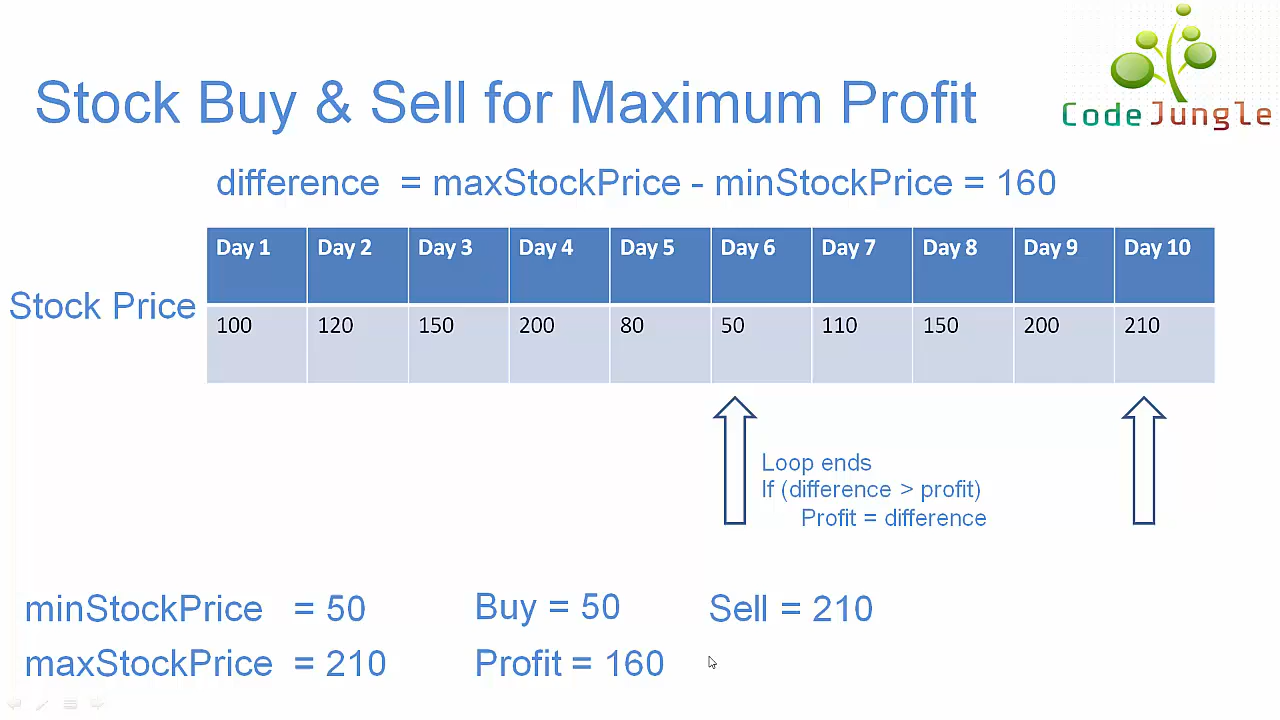 CodeJungle
Stock Buy & Sell for Maximum Profit
difference = maxStockPrice - minStockPrice = 160
Day 1 Day 2 Day 3 Day 4 Day 5 Day 6 Day 7 Day 8 Day 9 Day 10
Stock Price
100 120 150 200 80 50 110 150 200 210
Loop ends
If (difference > profit)
Profit = difference
minStockPrice = 50 Buy = 50 Sell = 210
maxStockPrice = 210 Profit = 160